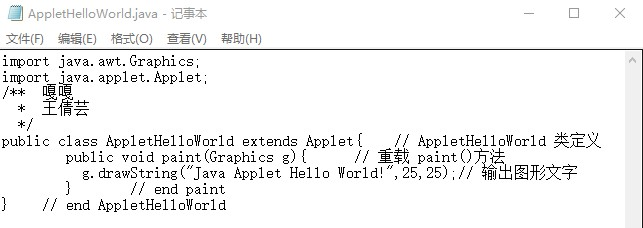 AppletHelloWorld.java - 记事本
文件(F) 编辑(E) 格式(O) 查看(V) 帮助(H)
import java.awt.Graphics;
import java.applet.Applet;
/** 嘎嘎
  * 王倩芸
  */
public class AppletHelloWorld extends Applet{    // AppletHelloWorld 类定义
        public void paint(Graphics g){      // 重载 paint()方法
          g.drawString("Java Applet Hello World!",25,25);// 输出图形文字
        }       // end paint
}    // end AppletHelloWorld